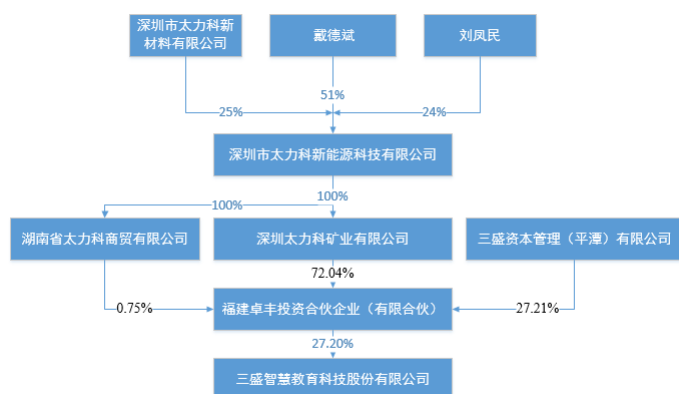 深圳市太力科新
材料有限公司
戴德斌
刘凤民
51%
25%
24%
深圳市太力科新能源科技有限公司
100%
100%
湖南省太力科商贸有限公司
深圳太力科矿业有限公司
三盛资本管理（平潭）有限公司
72.04%
0.75%
福建卓丰投资合伙企业（有限合伙）
27.21%
27.20%
三盛智慧教育科技股份有限公司